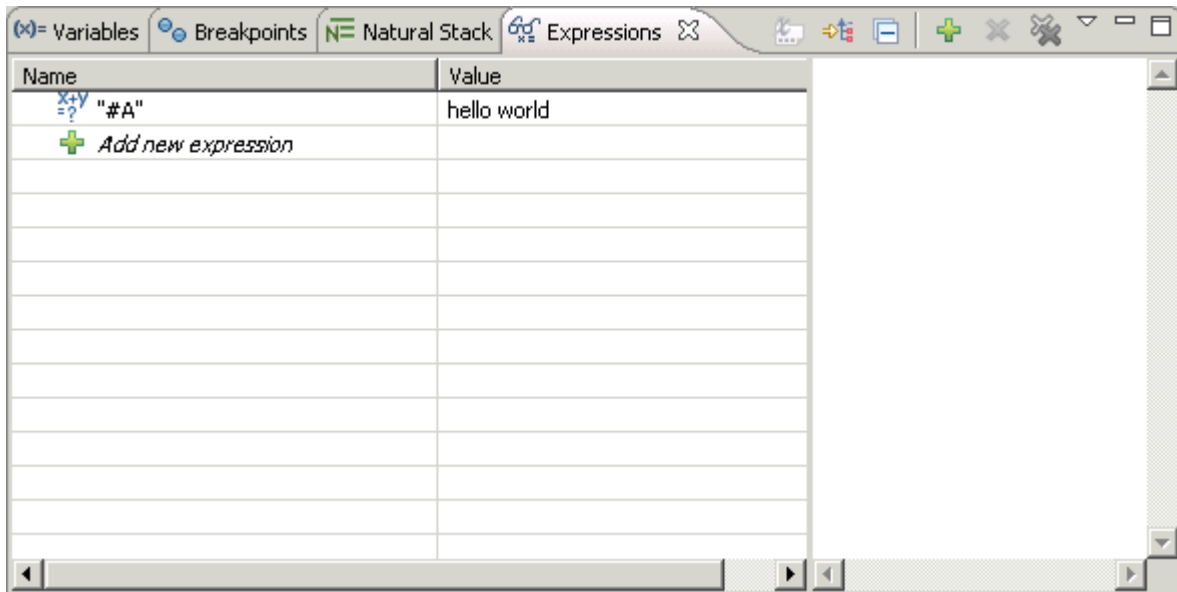 (x)= Variables Breakpoints Natural Stack Expressions
Name Value
"#A" hello world
Add new expression